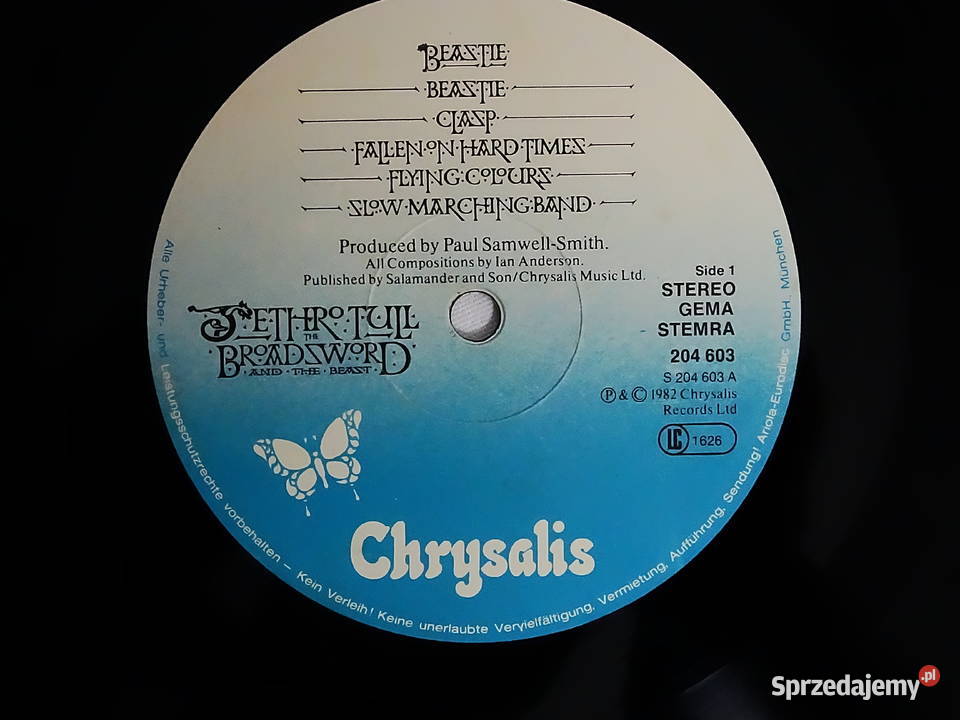 BEASTIE
BEASTIE
CLASP
FALLEN·ON·HARD TIMES
FLYING·COLOURS
SLOW·MARCHING·BAND
Produced by Paul Samwell-Smith.
All Compositions by Ian Anderson.
Published by Salamander and Son/Chrysalis Music Ltd.
Side 1
STEREO
GEMA
STEMRA
204 603
S 204 603 A
Ⓟ & © 1982 Chrysalis
Records Ltd
LC 1626
JETHRO·TULL
THE
BROADSWORD
AND·THE·BEAST
Chrysalis
Alle Urheber- und Leistungsschutzrechte vorbehalten – Kein Verleih! Keine unerlaubte Vervielfältigung, Vermietung, Aufführung, Sendung! Ariola-Eurodisc GmbH., München
Sprzedajemy.pl